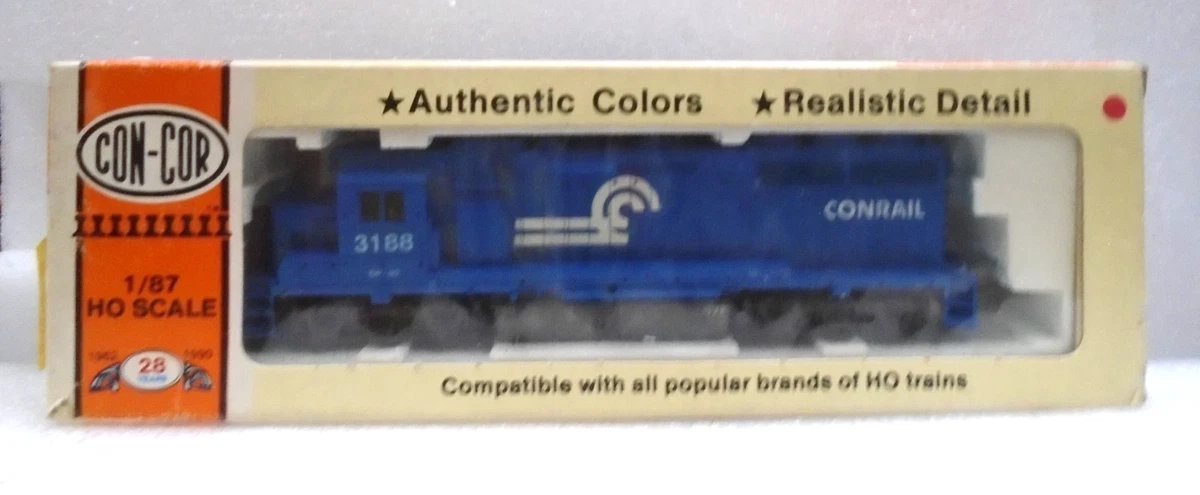 ★Authentic Colors ★Realistic Detail
CON-COR
1/87
HO SCALE
1962 28 1990
YEARS
3188
CONRAIL
Compatible with all popular brands of HO trains